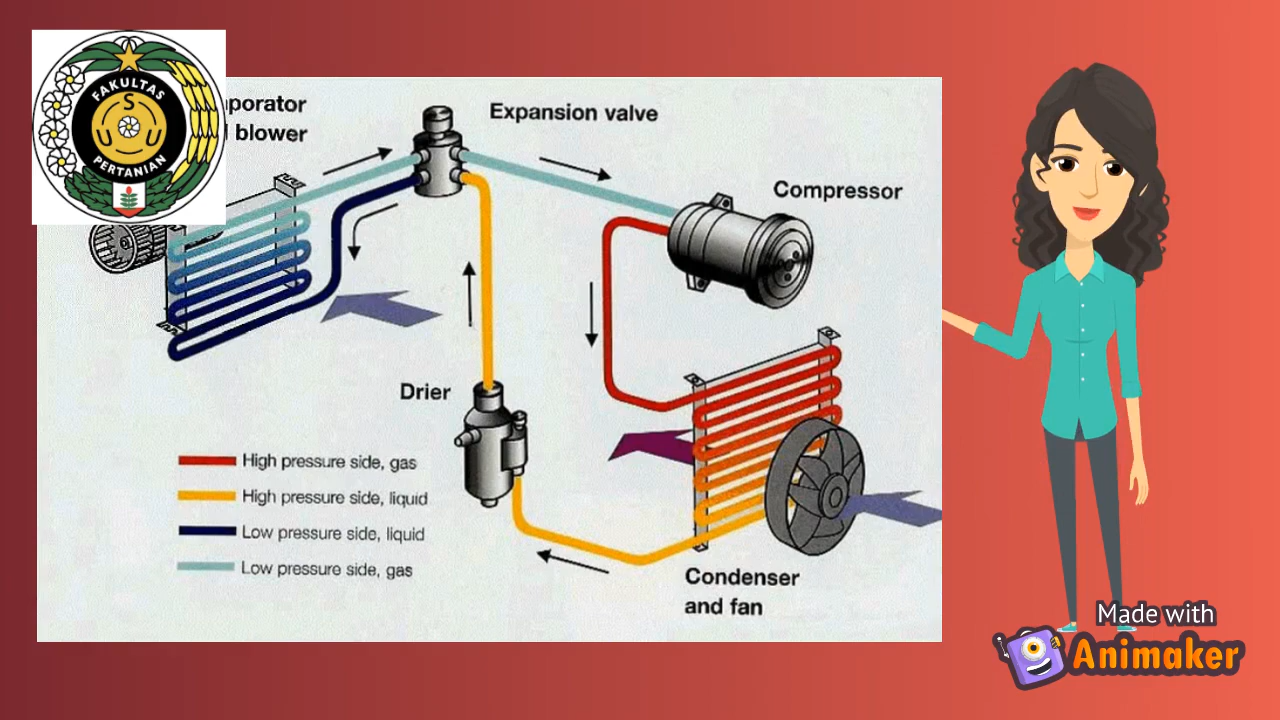 FAKULTAS
USU
PERTANIAN
blower
Expansion valve
Compressor
Drier
High pressure side, gas
High pressure side, liquid
Low pressure side, liquid
Low pressure side, gas
Condenser
and fan
Made with
Animaker